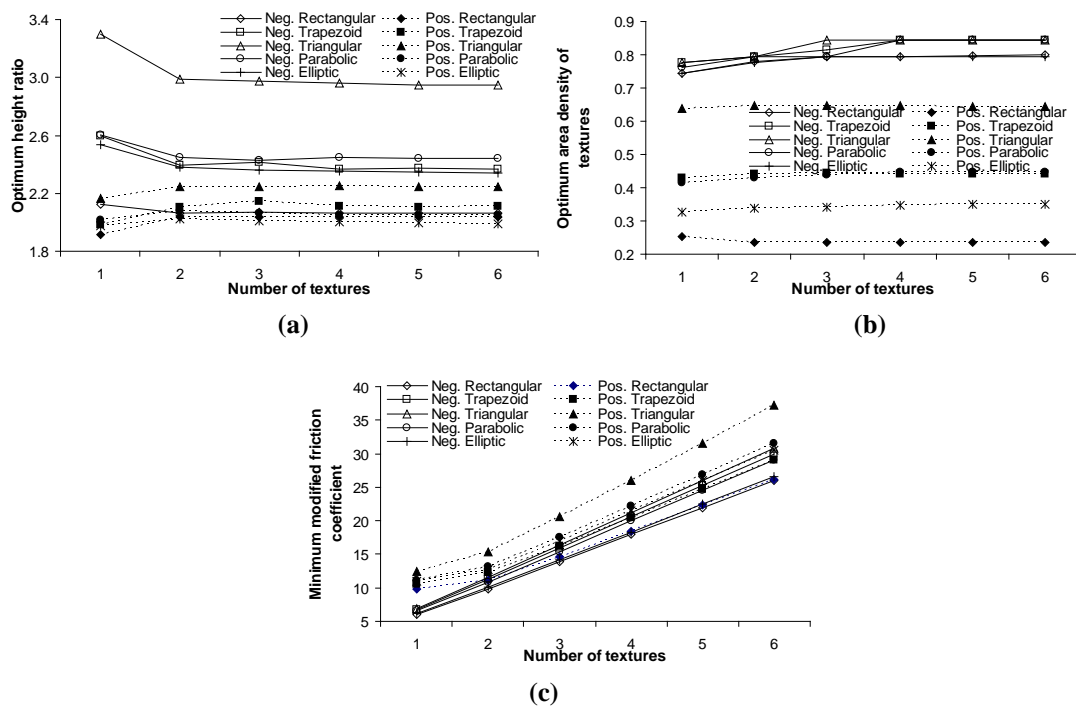 Optimum height ratio
3.4
3.0
2.6
2.2
1.8
Neg. Rectangular
Neg. Trapezoid
Neg. Triangular
Neg. Parabolic
Neg. Elliptic
Pos. Rectangular
Pos. Trapezoid
Pos. Triangular
Pos. Parabolic
Pos. Elliptic
1 2 3 4 5 6
Number of textures
(a)
Optimum area density of
textures
0.9
0.8
0.7
0.6
0.5
0.4
0.3
0.2
Neg. Rectangular
Neg. Trapezoid
Neg. Triangular
Neg. Parabolic
Neg. Elliptic
Pos. Rectangular
Pos. Trapezoid
Pos. Triangular
Pos. Parabolic
Pos. Elliptic
1 2 3 4 5 6
Number of textures
(b)
Minimum modified friction
coefficient
40
35
30
25
20
15
10
5
Neg. Rectangular
Neg. Trapezoid
Neg. Triangular
Neg. Parabolic
Neg. Elliptic
Pos. Rectangular
Pos. Trapezoid
Pos. Triangular
Pos. Parabolic
Pos. Elliptic
1 2 3 4 5 6
Number of textures
(c)